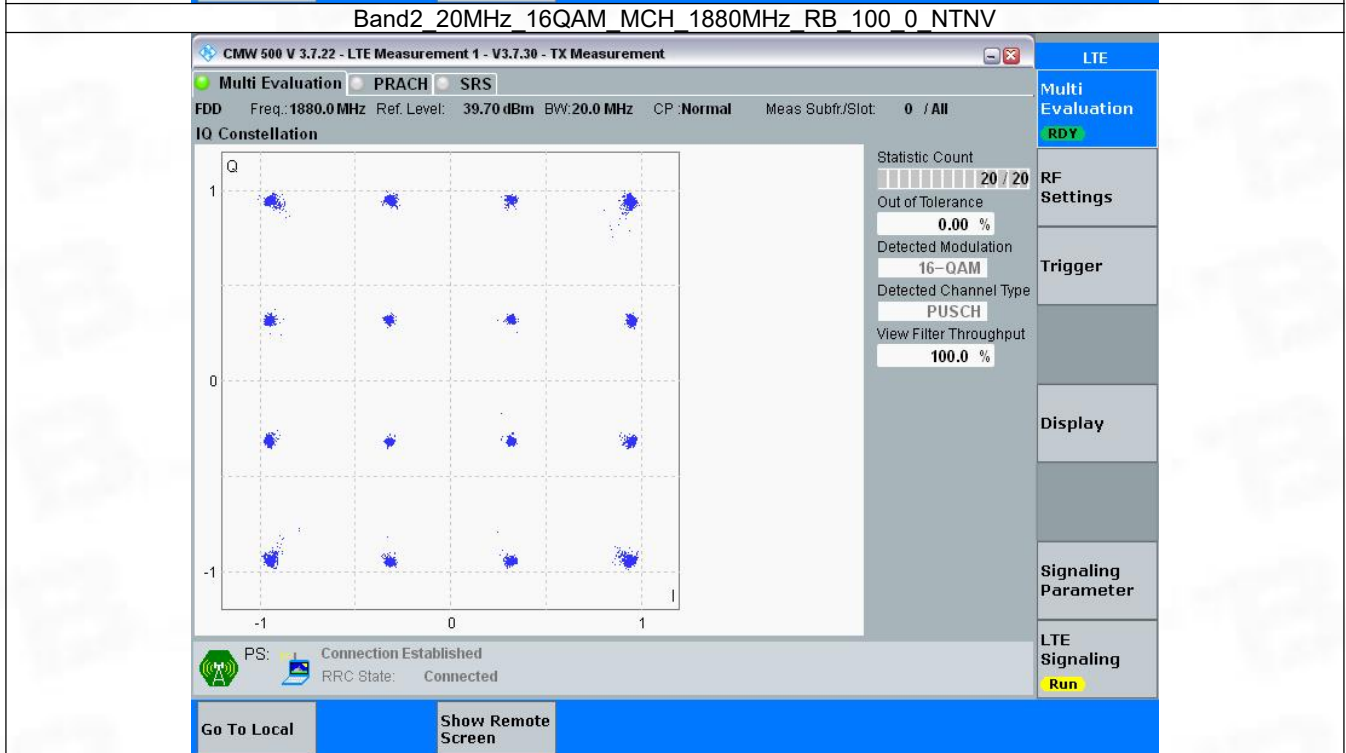 Band2_20MHz_16QAM_MCH_1880MHz_RB_100_0_NTNV
CMW 500 V 3.7.22 - LTE Measurement 1 - V3.7.30 - TX Measurement
LTE
Multi Evaluation PRACH SRS
FDD Freq.: 1880.0 MHz Ref. Level: 39.70 dBm BW: 20.0 MHz CP : Normal Meas Subfr./Slot: 0 / All
IQ Constellation
Q
1
0
-1
-1 0 1
I
Statistic Count
20 / 20
Out of Tolerance
0.00 %
Detected Modulation
16-QAM
Detected Channel Type
PUSCH
View Filter Throughput
100.0 %
Multi
Evaluation
RDY
RF
Settings
Trigger
Display
Signaling
Parameter
LTE
Signaling
Run
PS: Connection Established
RRC State: Connected
Go To Local
Show Remote
Screen